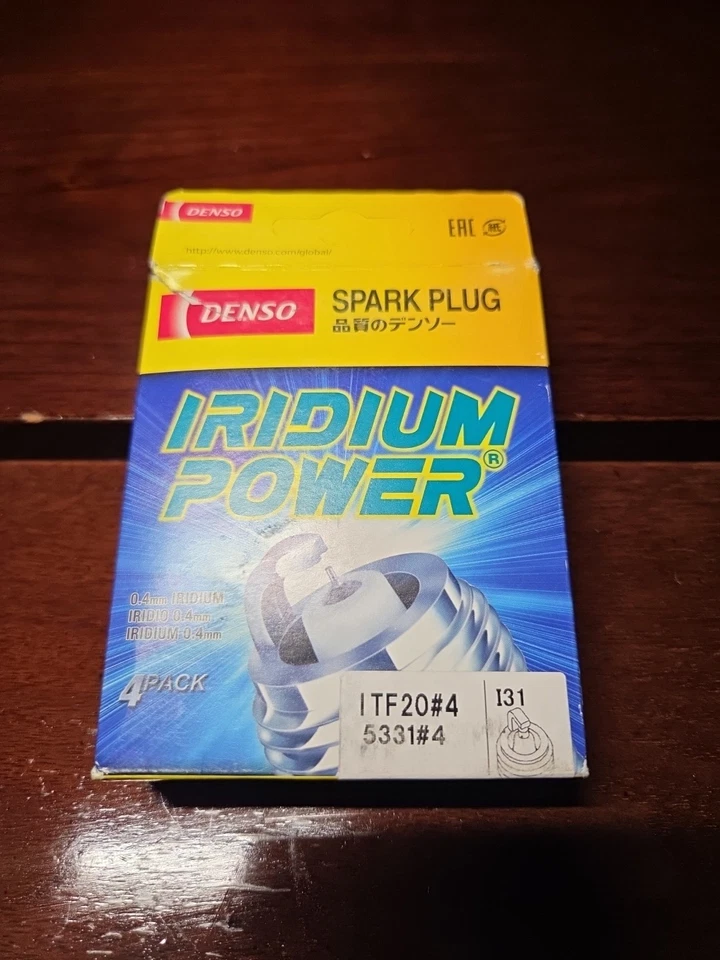 DENSO
EAC
http://www.denso.com/global/
DENSO
SPARK PLUG
品質のデンソー
IRIDIUM
POWER®
0.4mm IRIDIUM
IRIDIO 0.4mm
IRIDIUM 0.4mm
4PACK
ITF20#4
5331#4
I31